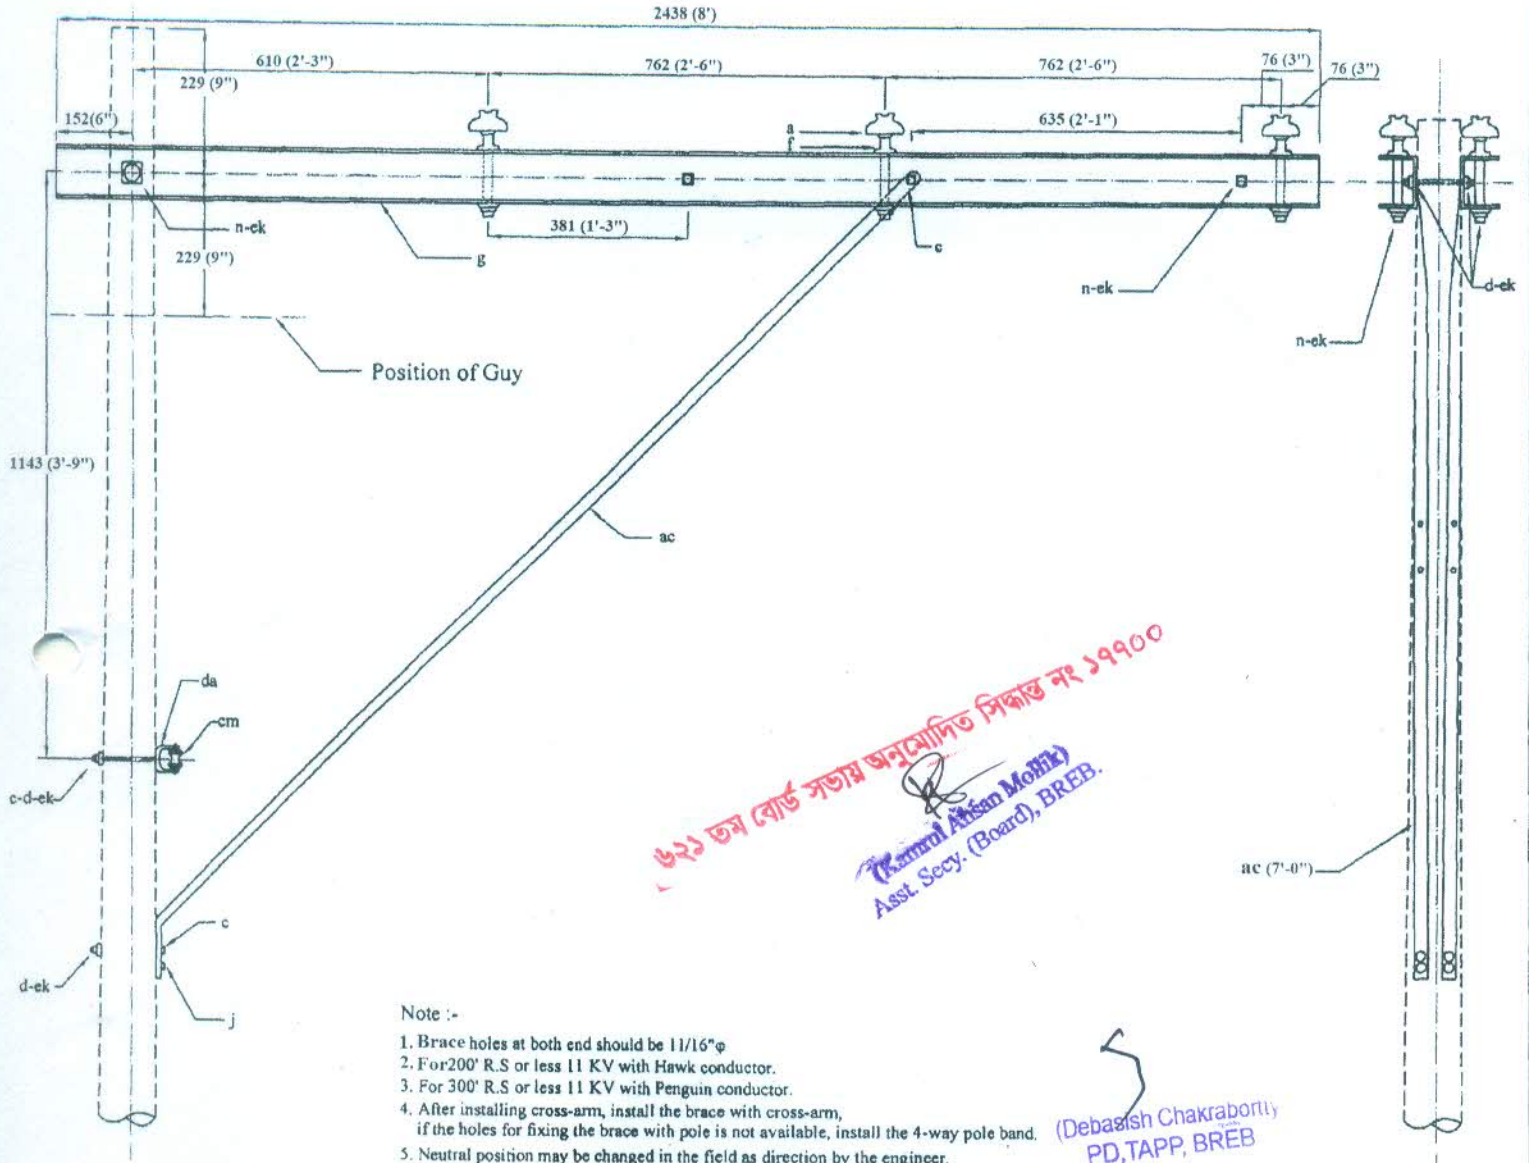 2438 (8')
610 (2'-3")
762 (2'-6")
762 (2'-6")
76 (3")
76 (3")
229 (9")
152(6")
a
f
635 (2'-1")
n-ek
381 (1'-3")
g
c
229 (9")
n-ek
d-ek
n-ek
Position of Guy
1143 (3'-9")
ac
da
cm
c-d-ek
৬২১ তম বোর্ড সভায় অনুমোদিত সিদ্ধান্ত নং ১৭৭০০
(Kamrul Ahsan Mollik)
Asst. Secy. (Board), BREB.
ac (7'-0")
c
d-ek
j
Note :-
1. Brace holes at both end should be 11/16"φ
2. For200' R.S or less 11 KV with Hawk conductor.
3. For 300' R.S or less 11 KV with Penguin conductor.
4. After installing cross-arm, install the brace with cross-arm,
if the holes for fixing the brace with pole is not available, install the 4-way pole band.
5. Neutral position may be changed in the field as direction by the engineer.
(Debasish Chakrabortty)
PD,TAPP, BREB